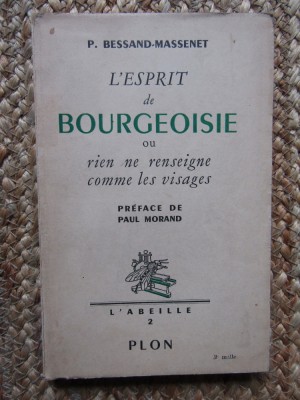 P. BESSAND-MASSENET
L'ESPRIT
de
BOURGEOISIE
ou
rien ne renseigne
comme les visages
PRÉFACE DE
PAUL MORAND
L'ABEILLE
2
PLON
mille